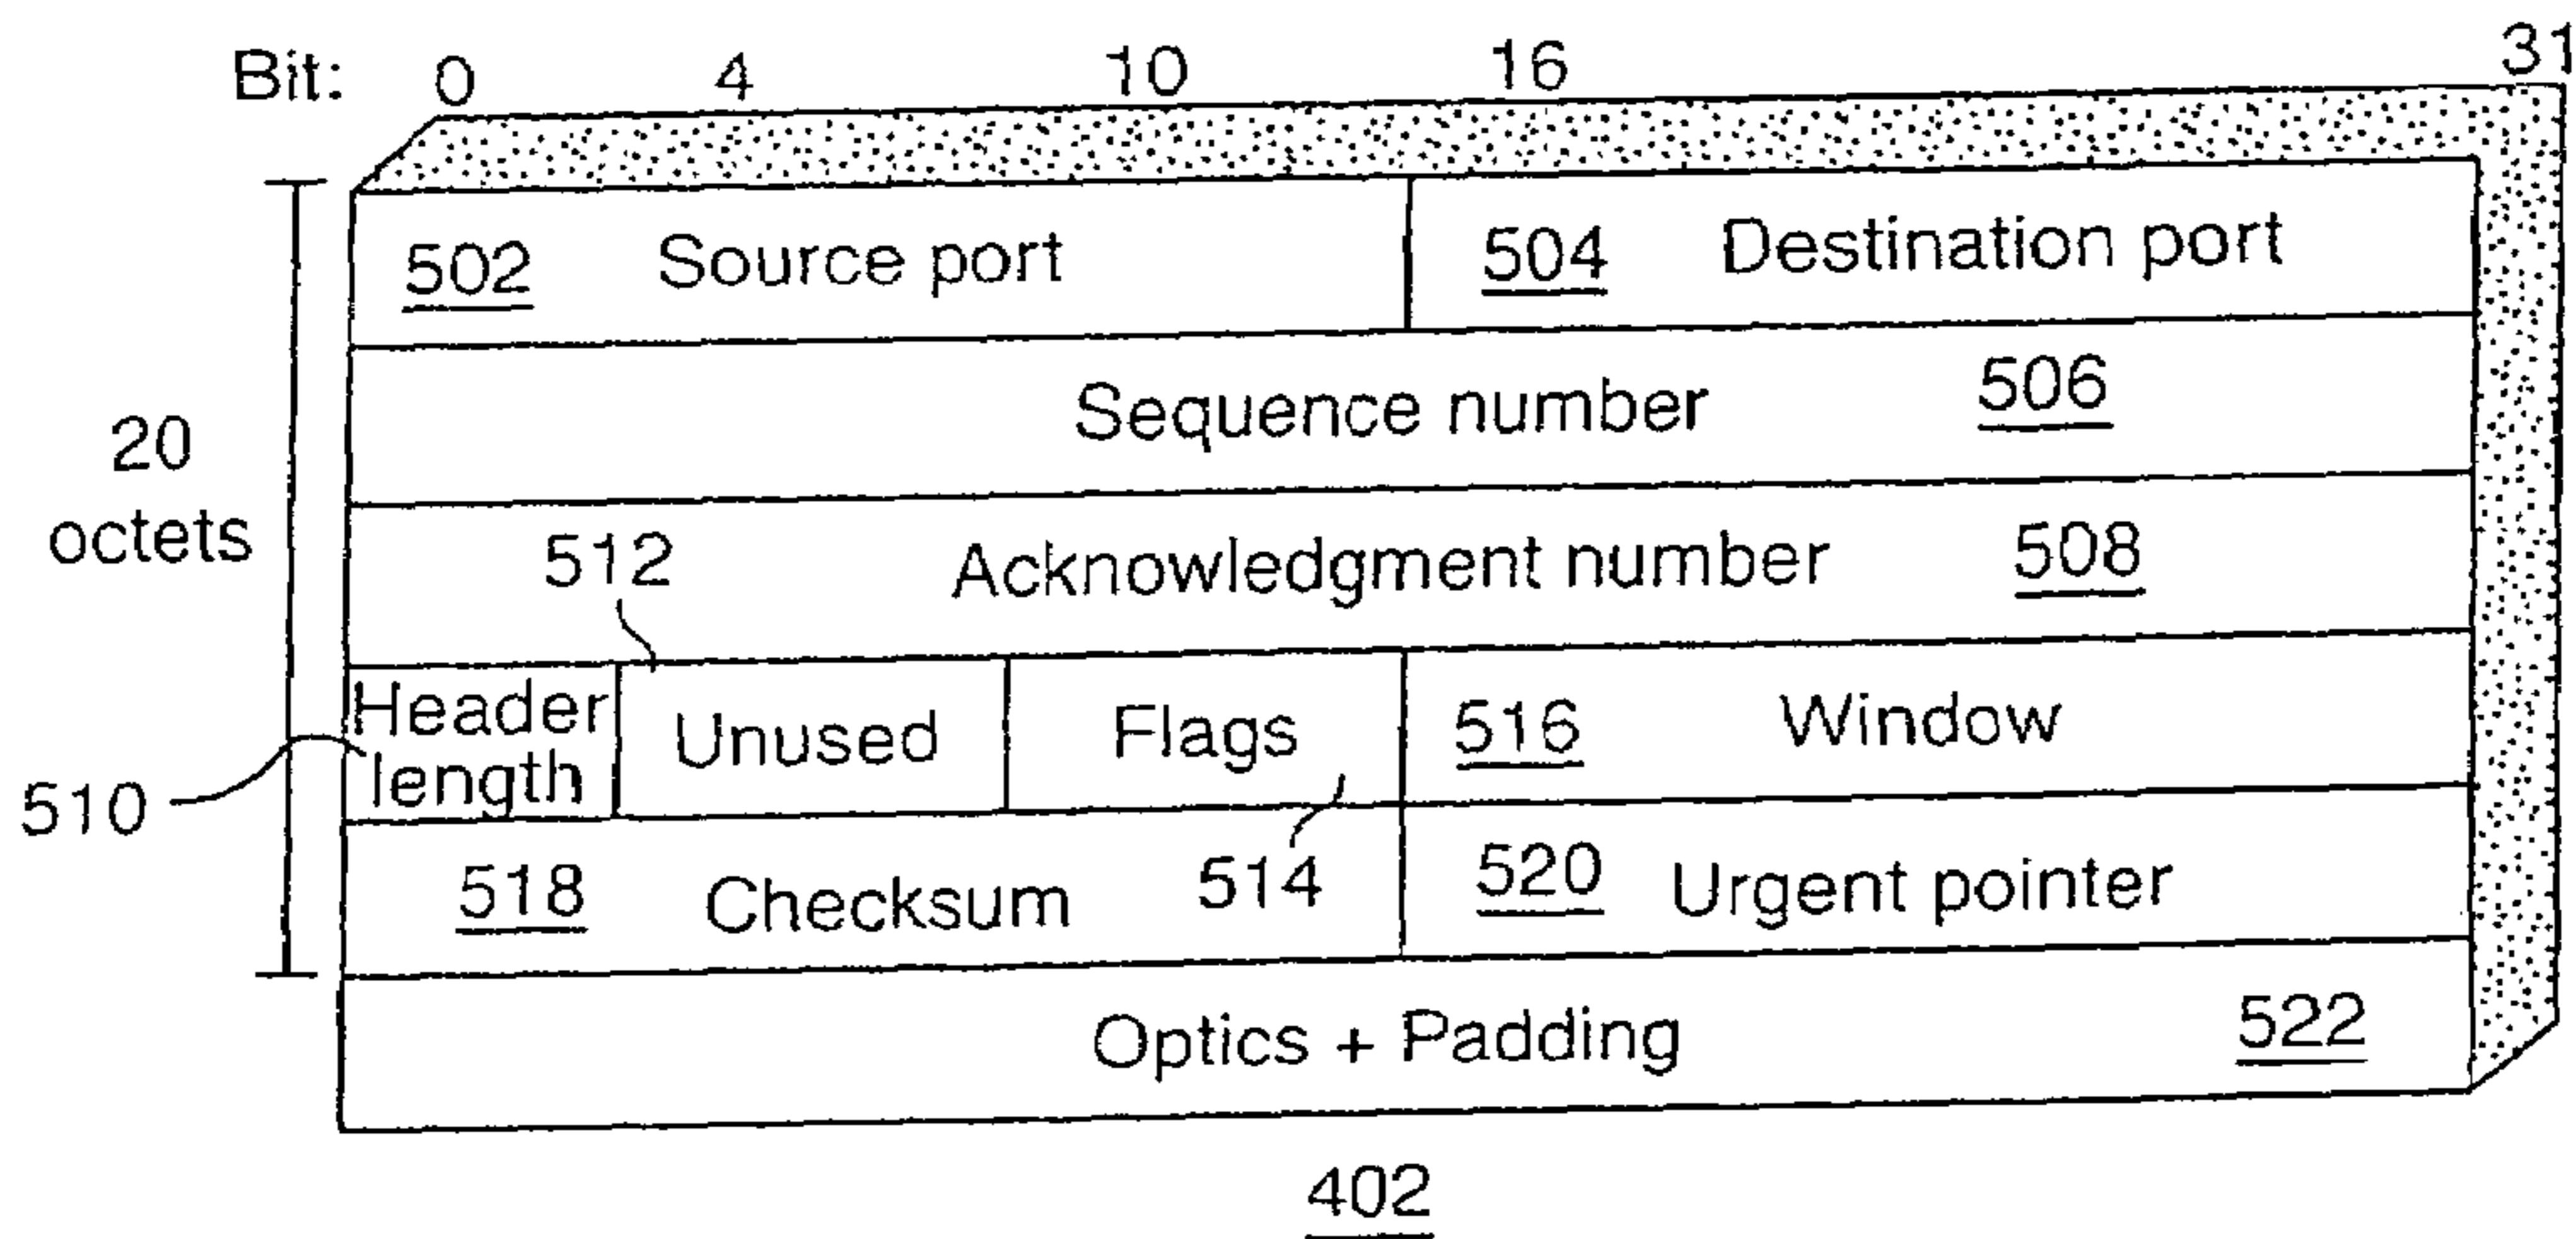 Bit: 0 4 10 16 31
502 Source port 504 Destination port
Sequence number 506
20
octets
Acknowledgment number 508
512
510
Header
length
Unused
Flags
514
516 Window
518 Checksum
520 Urgent pointer
Optics + Padding 522
402